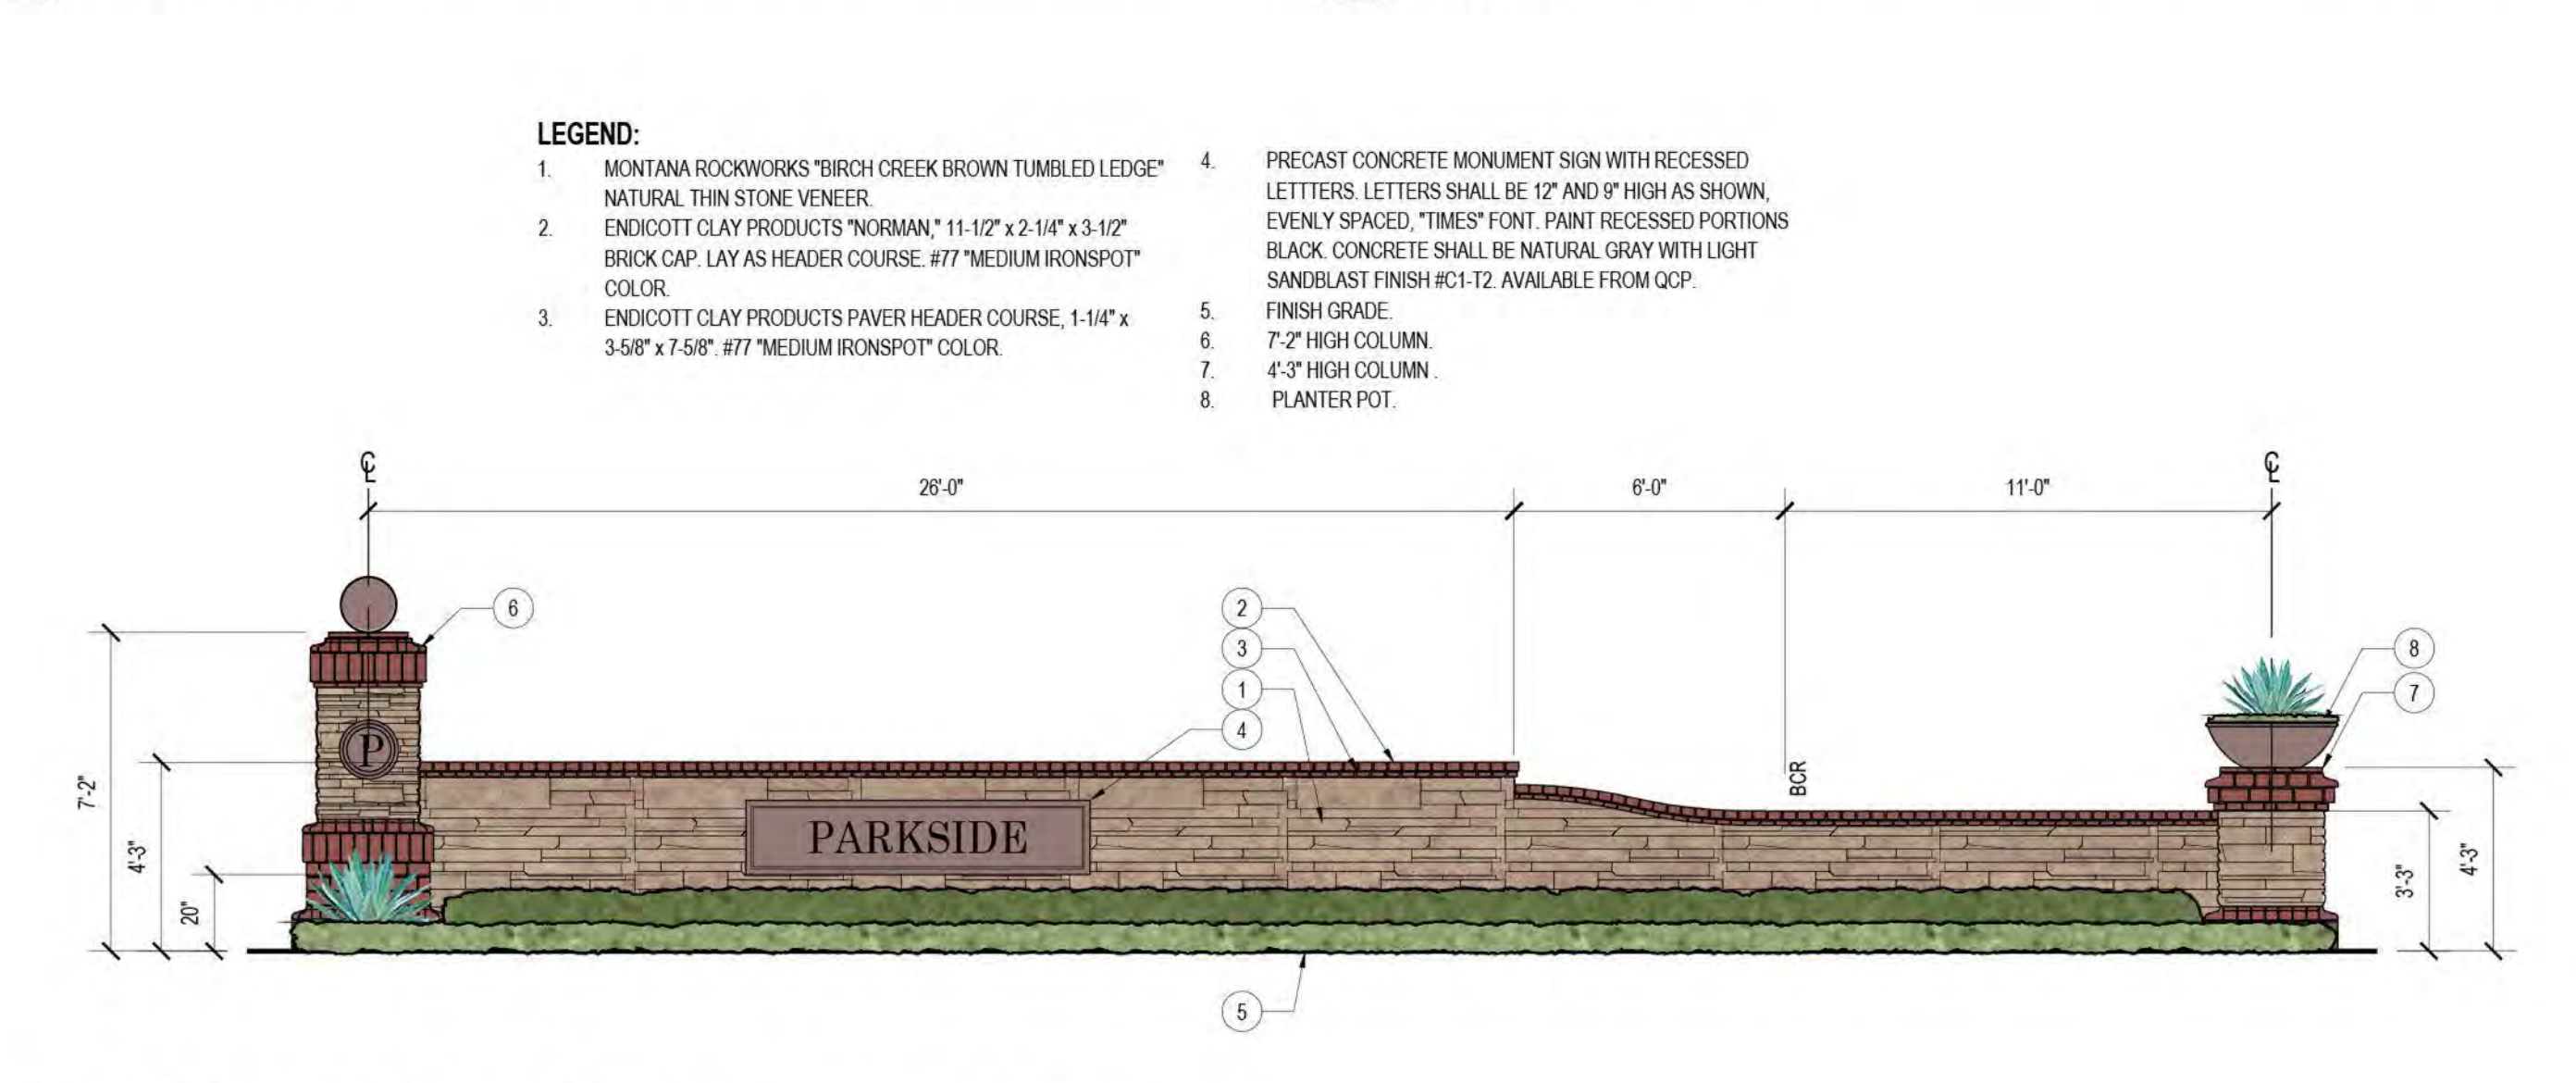 LEGEND:
1. MONTANA ROCKWORKS "BIRCH CREEK BROWN TUMBLED LEDGE"
NATURAL THIN STONE VENEER.
2. ENDICOTT CLAY PRODUCTS "NORMAN," 11-1/2" x 2-1/4" x 3-1/2"
BRICK CAP. LAY AS HEADER COURSE. #77 "MEDIUM IRONSPOT"
COLOR.
3. ENDICOTT CLAY PRODUCTS PAVER HEADER COURSE, 1-1/4" x
3-5/8" x 7-5/8". #77 "MEDIUM IRONSPOT" COLOR.
4. PRECAST CONCRETE MONUMENT SIGN WITH RECESSED
LETTTERS. LETTERS SHALL BE 12" AND 9" HIGH AS SHOWN,
EVENLY SPACED, "TIMES" FONT. PAINT RECESSED PORTIONS
BLACK. CONCRETE SHALL BE NATURAL GRAY WITH LIGHT
SANDBLAST FINISH #C1-T2. AVAILABLE FROM QCP.
5. FINISH GRADE.
6. 7'-2" HIGH COLUMN.
7. 4'-3" HIGH COLUMN .
8. PLANTER POT.
CL
CL
26'-0"
6'-0"
11'-0"
6
2
3
1
4
8
7
BCR
P
PARKSIDE
7'-2"
4'-3"
20"
3'-3"
4'-3"
5